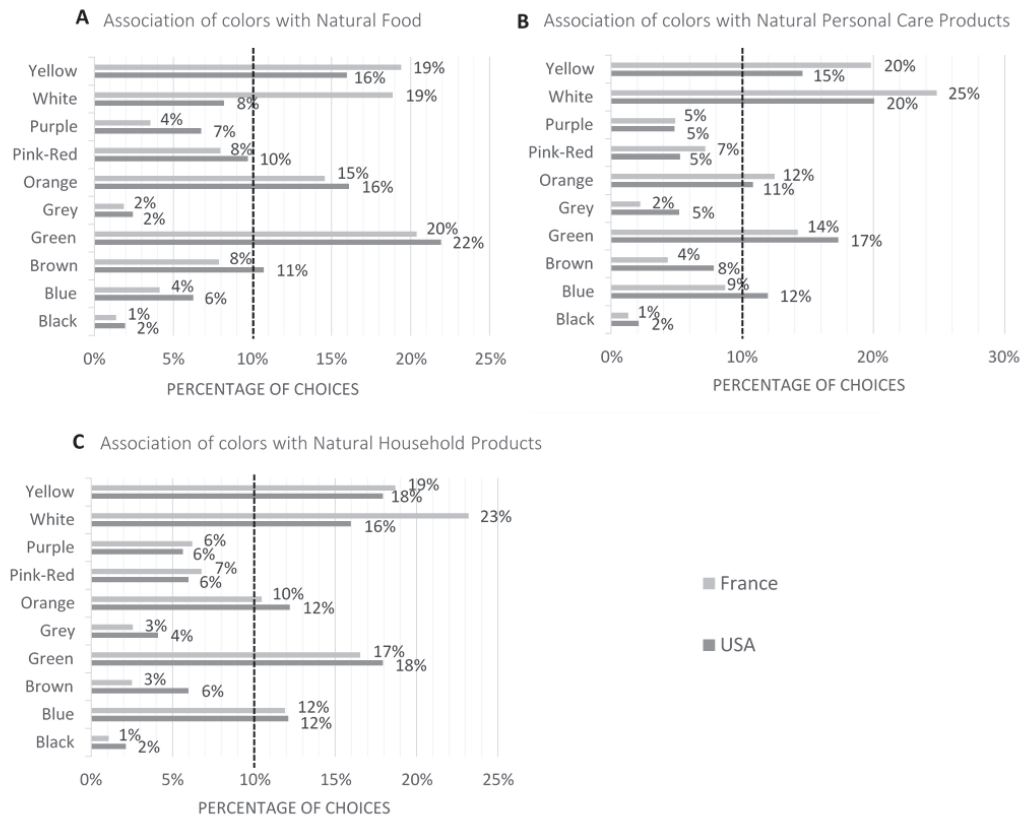 A Association of colors with Natural Food
Yellow 19% 16%
White 19% 8%
Purple 4% 7%
Pink-Red 8% 10%
Orange 15% 16%
Grey 2% 2%
Green 20% 22%
Brown 8% 11%
Blue 4% 6%
Black 1% 2%
0% 5% 10% 15% 20% 25%
PERCENTAGE OF CHOICES
B Association of colors with Natural Personal Care Products
Yellow 20% 15%
White 25% 20%
Purple 5% 5%
Pink-Red 7% 5%
Orange 12% 11%
Grey 2% 5%
Green 14% 17%
Brown 4% 8%
Blue 9% 12%
Black 1% 2%
0% 10% 20% 30%
PERCENTAGE OF CHOICES
C Association of colors with Natural Household Products
Yellow 19% 18%
White 23% 16%
Purple 6% 6%
Pink-Red 7% 6%
Orange 10% 12%
Grey 3% 4%
Green 17% 18%
Brown 3% 6%
Blue 12% 12%
Black 1% 2%
0% 5% 10% 15% 20% 25%
PERCENTAGE OF CHOICES
France
USA